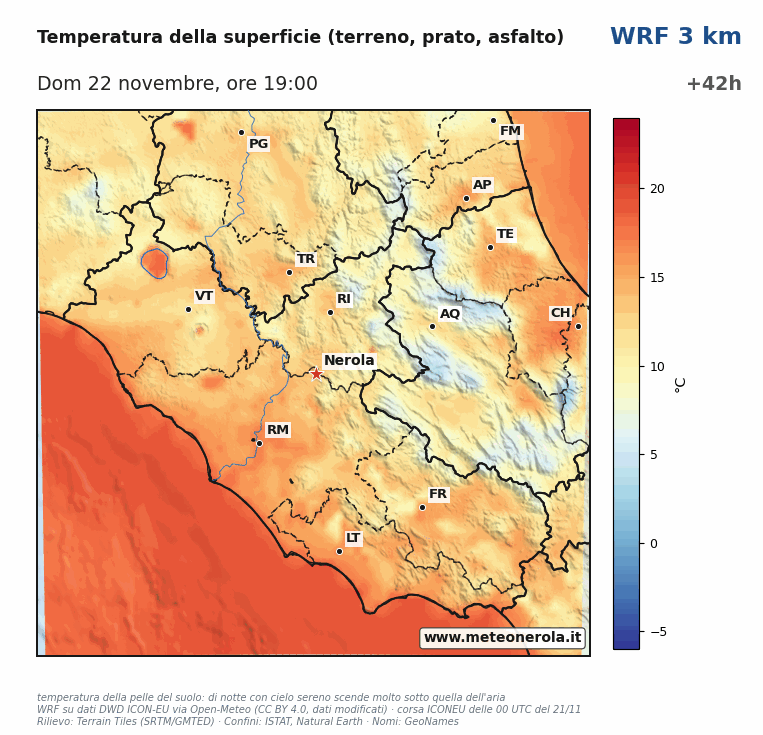 Temperatura della superficie (terreno, prato, asfalto)
WRF 3 km
Dom 22 novembre, ore 19:00
+42h
FM
PG
AP
TE
TR
VT
RI
AQ
CH
Nerola
RM
FR
LT
20
15
10
5
0
−5
°C
www.meteonerola.it
temperatura della pelle del suolo: di notte con cielo sereno scende molto sotto quella dell'aria
WRF su dati DWD ICON-EU via Open-Meteo (CC BY 4.0, dati modificati) · corsa ICONEU delle 00 UTC del 21/11
Rilievo: Terrain Tiles (SRTM/GMTED) · Confini: ISTAT, Natural Earth · Nomi: GeoNames